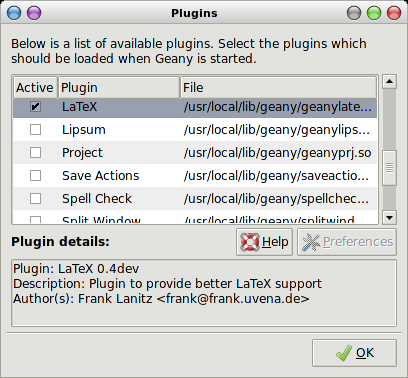 Plugins
Below is a list of available plugins. Select the plugins which
should be loaded when Geany is started.
Active Plugin File
LaTeX /usr/local/lib/geany/geanylate...
Lipsum /usr/local/lib/geany/geanylips...
Project /usr/local/lib/geany/geanyprj.so
Save Actions /usr/local/lib/geany/saveactio...
Spell Check /usr/local/lib/geany/spellchec...
Split Window /usr/local/lib/geany/splitwind...
Plugin details: Help Preferences
Plugin: LaTeX 0.4dev
Description: Plugin to provide better LaTeX support
Author(s): Frank Lanitz <frank@frank.uvena.de>
OK